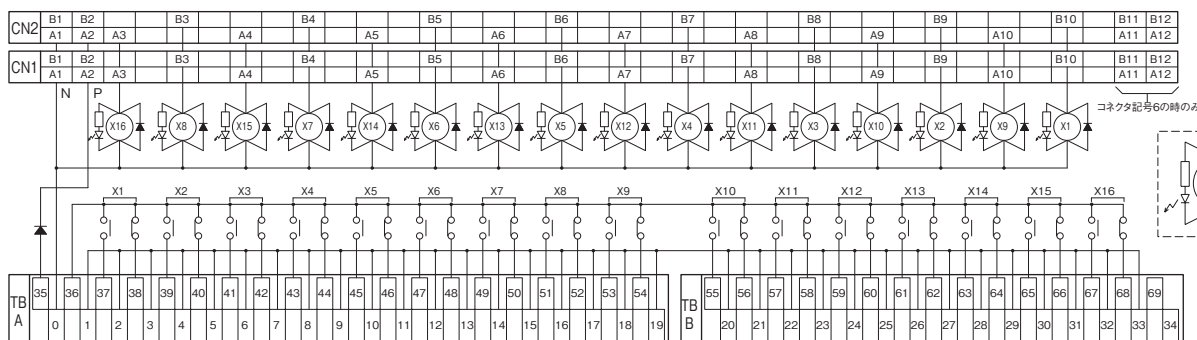 CN2 B1 B2 B3 B4 B5 B6 B7 B8 B9 B10 B11 B12
A1 A2 A3 A4 A5 A6 A7 A8 A9 A10 A11 A12
CN1 B1 B2 B3 B4 B5 B6 B7 B8 B9 B10 B11 B12
A1 A2 A3 A4 A5 A6 A7 A8 A9 A10 A11 A12
N P
コネクタ記号6の時のみ
X16 X8 X15 X7 X14 X6 X13 X5 X12 X4 X11 X3 X10 X2 X9 X1
X1 X2 X3 X4 X5 X6 X7 X8 X9 X10 X11 X12 X13 X14 X15 X16
TB A 35 36 37 38 39 40 41 42 43 44 45 46 47 48 49 50 51 52 53 54
0 1 2 3 4 5 6 7 8 9 10 11 12 13 14 15 16 17 18 19
TB B 55 56 57 58 59 60 61 62 63 64 65 66 67 68 69
20 21 22 23 24 25 26 27 28 29 30 31 32 33 34